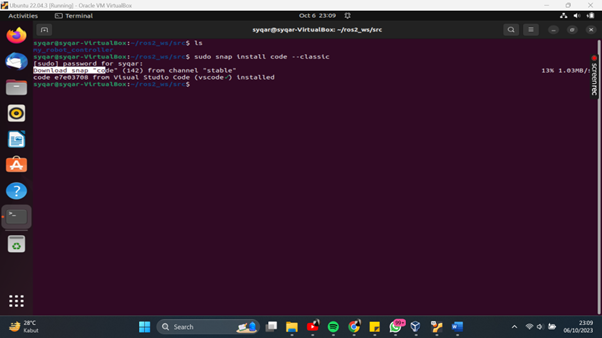 Ubuntu 22.04.3 [Running] - Oracle VM VirtualBox
Activities
Terminal
Oct 6 23:09
syqar@syqar-VirtualBox: ~/ros2_ws/src
syqar@syqar-VirtualBox:~/ros2_ws/src$ ls
my_robot_controller
syqar@syqar-VirtualBox:~/ros2_ws/src$ sudo snap install code --classic
[sudo] password for syqar:
Download snap "code" (142) from channel "stable" 13% 1.03MB/
code e7e03708 from Visual Studio Code (vscode✓) installed
syqar@syqar-VirtualBox:~/ros2_ws/src$
screenrec
28°C
Kabut
Search
99+
23:09
06/10/2023